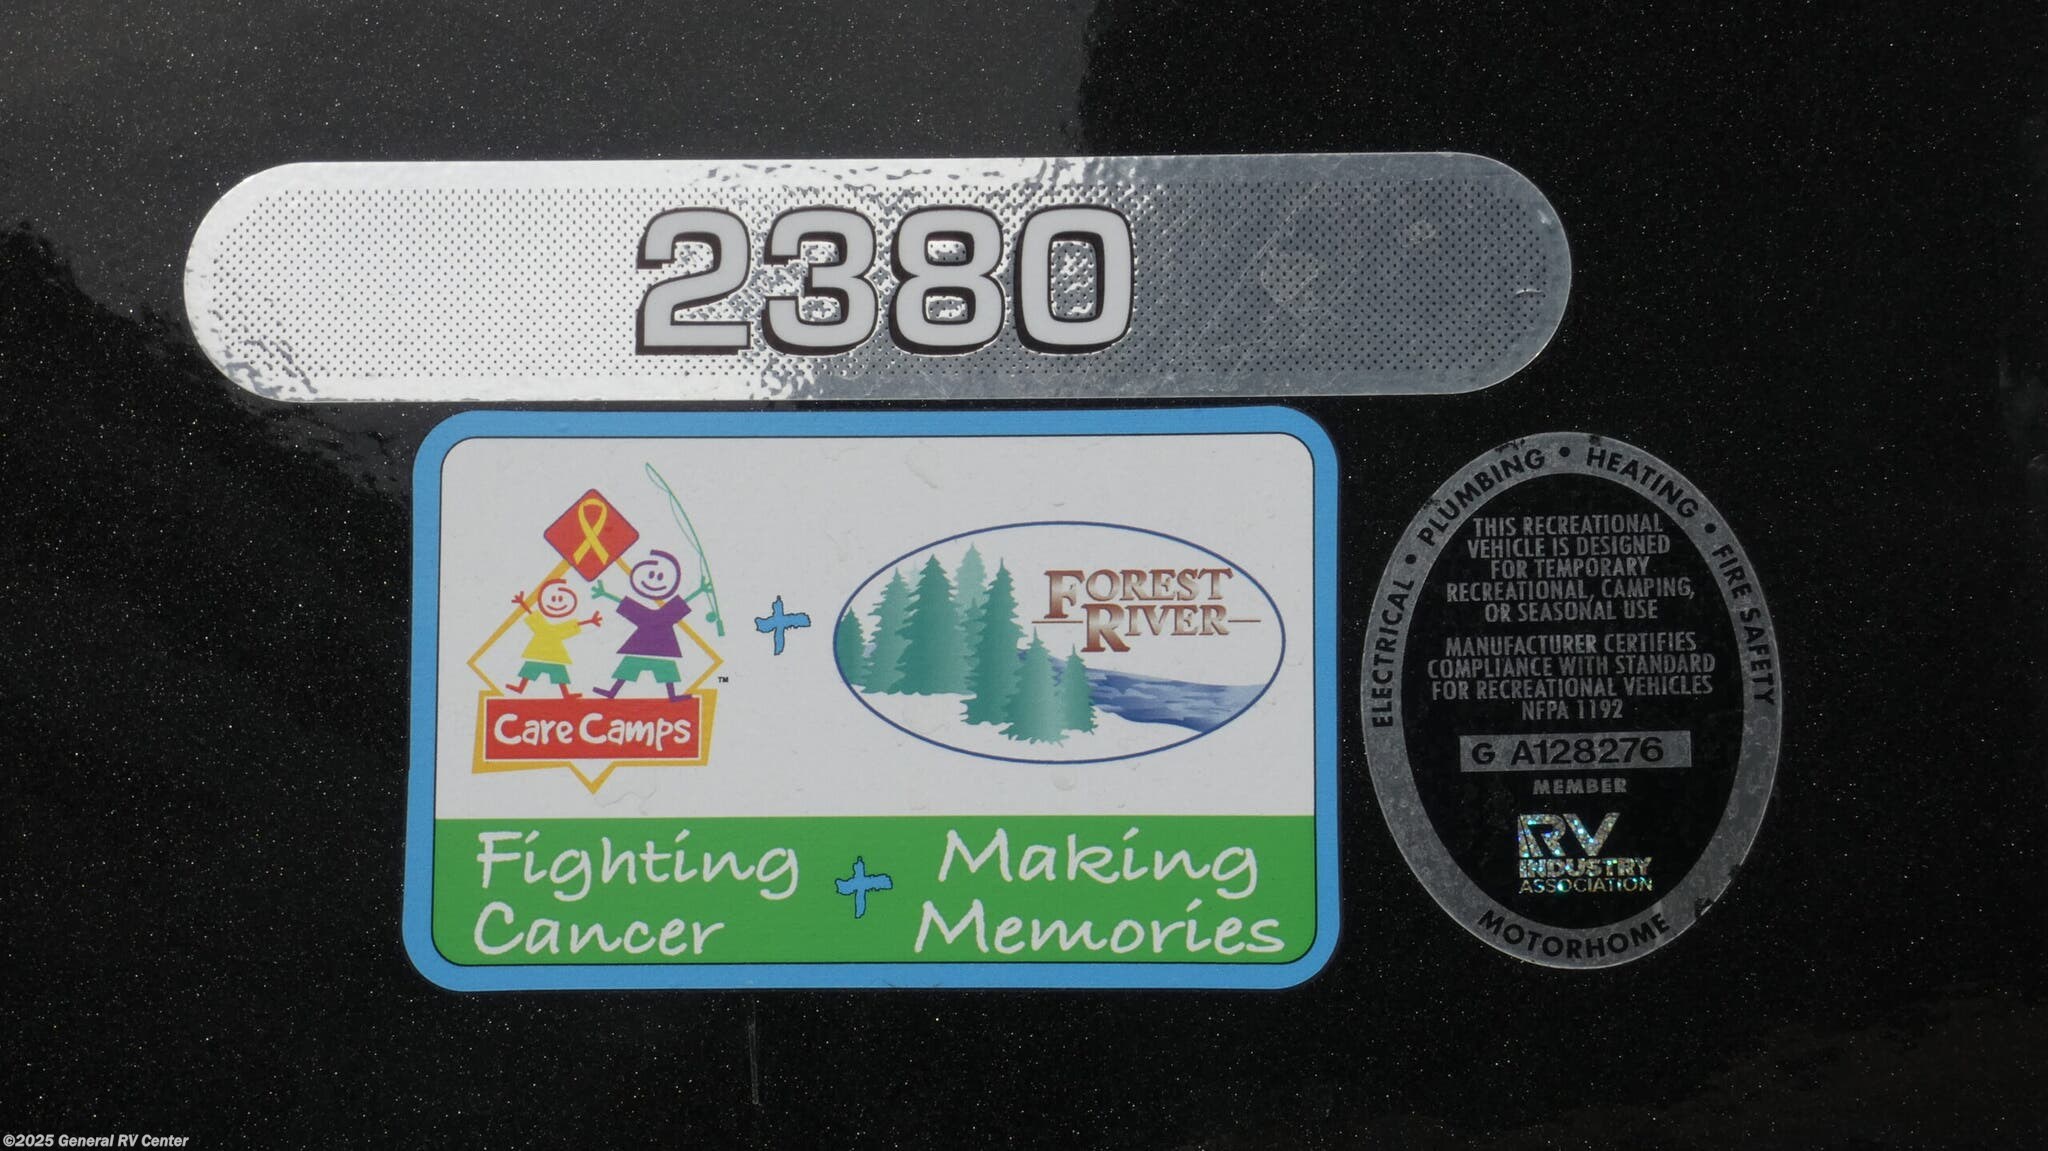 2380
Care Camps
™
+
FOREST
RIVER
Fighting
Cancer
+
Making
Memories
ELECTRICAL • PLUMBING • HEATING • FIRE SAFETY
THIS RECREATIONAL
VEHICLE IS DESIGNED
FOR TEMPORARY
RECREATIONAL, CAMPING,
OR SEASONAL USE
MANUFACTURER CERTIFIES
COMPLIANCE WITH STANDARD
FOR RECREATIONAL VEHICLES
NFPA 1192
G A128276
MEMBER
RV
INDUSTRY
ASSOCIATION
MOTORHOME
©2025 General RV Center